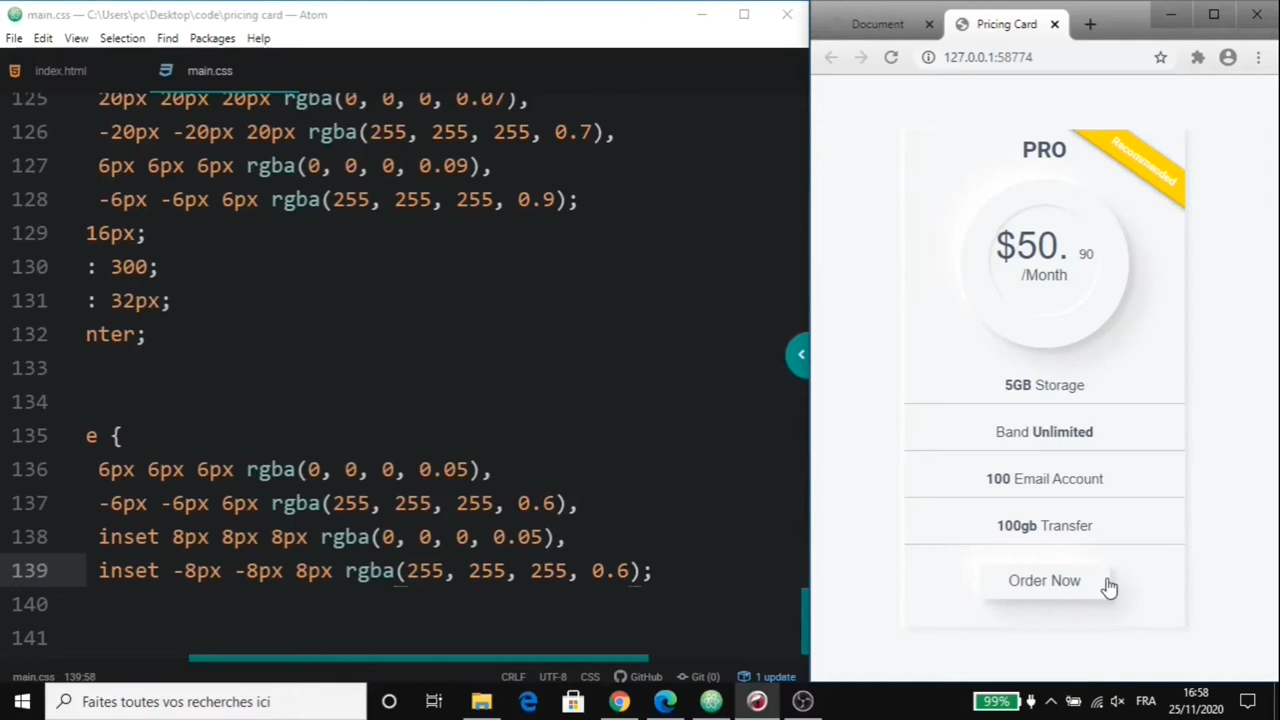 main.css — C:\Users\pc\Desktop\code\pricing card — Atom
File Edit View Selection Find Packages Help
index.html main.css
125 20px 20px 20px rgba(0, 0, 0, 0.07),
126 -20px -20px 20px rgba(255, 255, 255, 0.7),
127 6px 6px 6px rgba(0, 0, 0, 0.09),
128 -6px -6px 6px rgba(255, 255, 255, 0.9);
129 16px;
130 : 300;
131 : 32px;
132 nter;
133
134
135 e {
136 6px 6px 6px rgba(0, 0, 0, 0.05),
137 -6px -6px 6px rgba(255, 255, 255, 0.6),
138 inset 8px 8px 8px rgba(0, 0, 0, 0.05),
139 inset -8px -8px 8px rgba(255, 255, 255, 0.6);
140
141
main.css 139:58 CRLF UTF-8 CSS GitHub Git (0) 1 update
Document Pricing Card
127.0.0.1:58774
PRO
Recommended
$50. 90
/Month
5GB Storage
Band Unlimited
100 Email Account
100gb Transfer
Order Now
Faites toutes vos recherches ici
99% FRA
16:58
25/11/2020